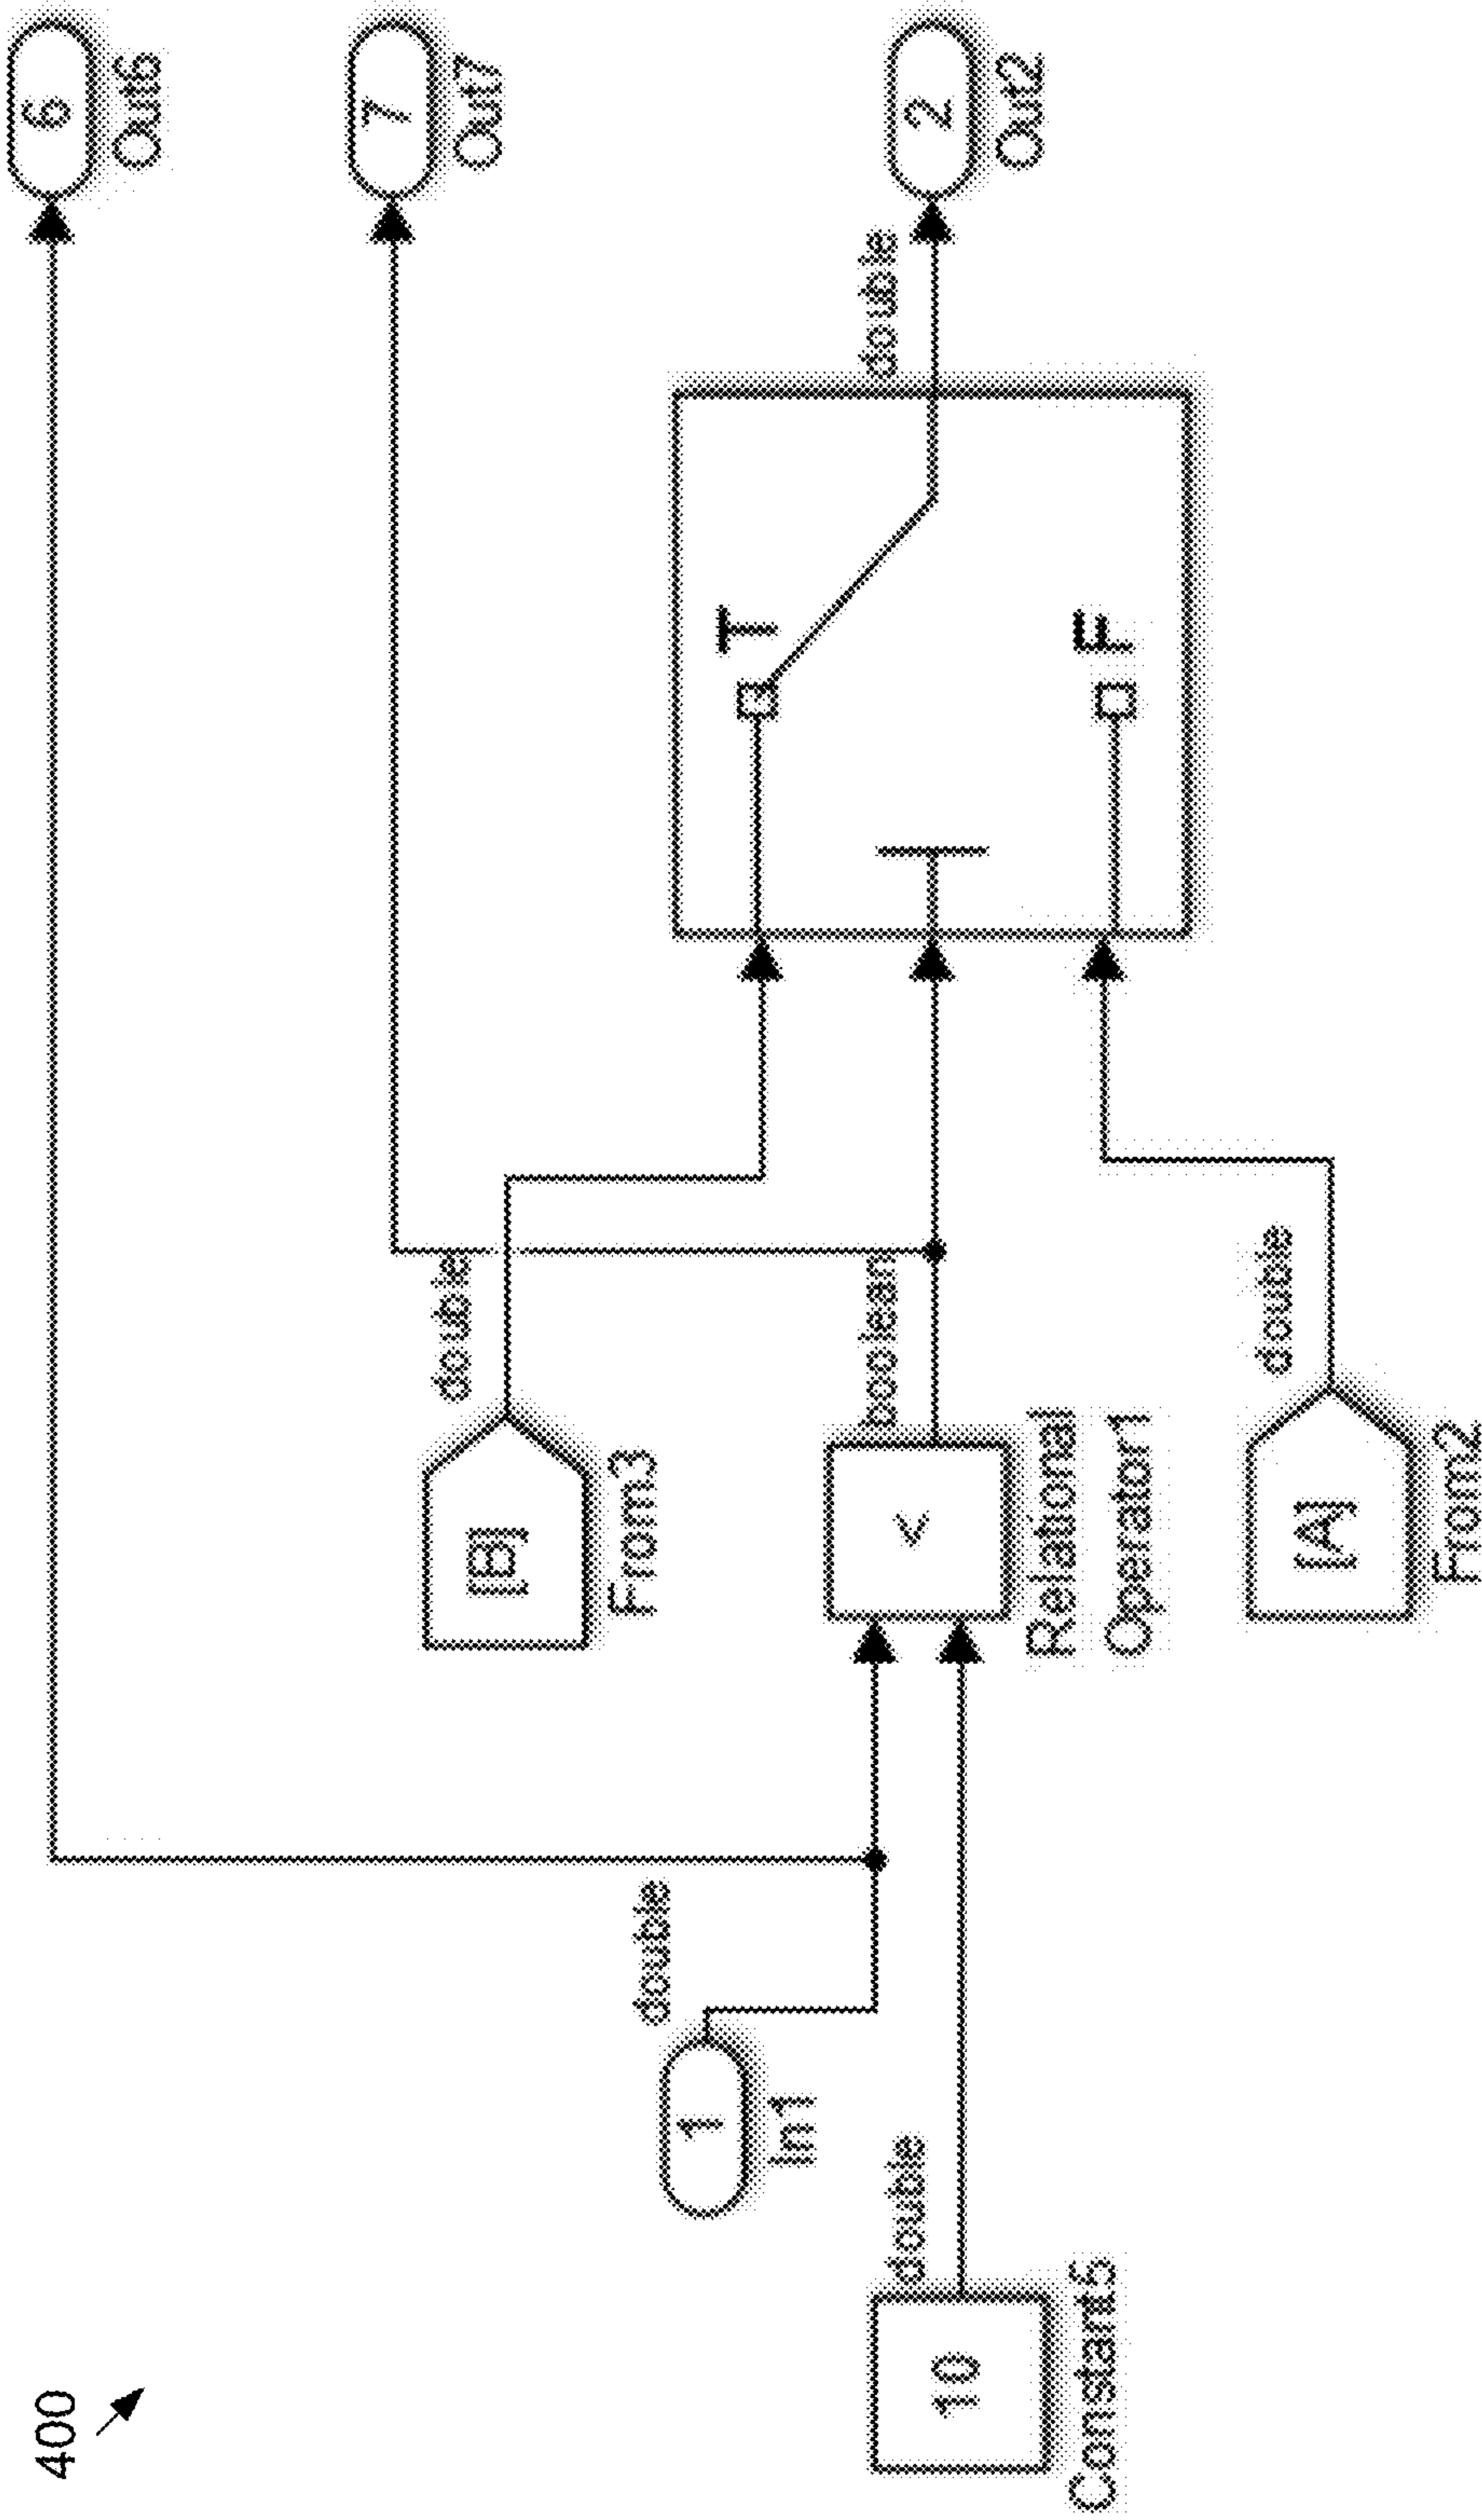 400
6
Out6
7
Out7
double
[B]
From3
double
1
In1
T
boolean
double
double
<
2
10
Out2
Relational
Operator1
Constant5
F
double
[A]
From2